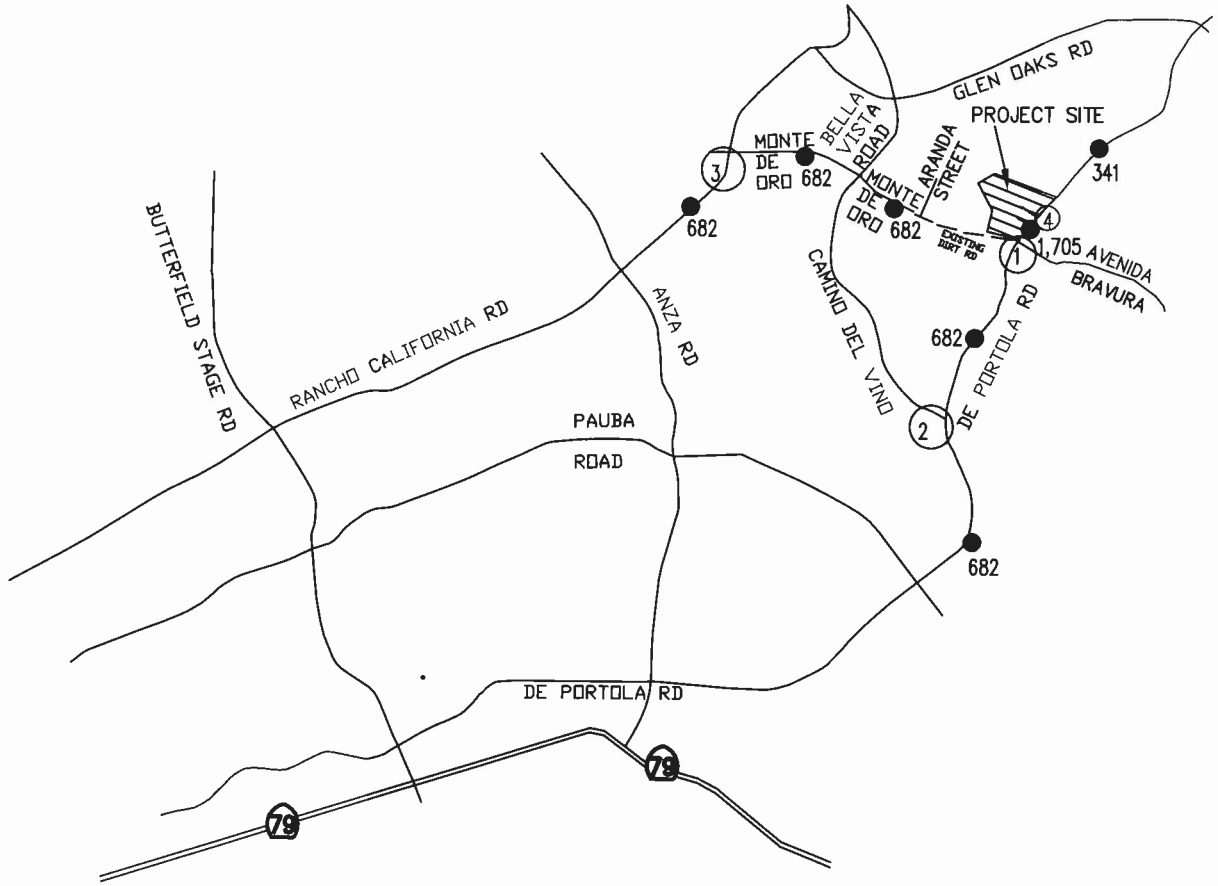 GLEN OAKS RD
PROJECT SITE
BELLA
VISTA
ROAD
MONTE
DE
ORO
3
682
682
ARANDA
STREET
MONTE
DE
ORO
682
341
4
1,705 AVENIDA
BRAVURA
EXISTING
DIRT RD
1
BUTTERFIELD
STAGE RD
RANCHO CALIFORNIA RD
ANZA RD
CAMINO DEL VINO
682
DE PORTOLA RD
2
PAUBA
ROAD
682
DE PORTOLA RD
79
79